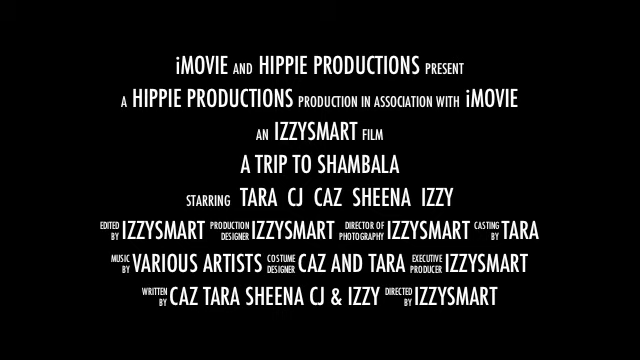 iMOVIE AND HIPPIE PRODUCTIONS PRESENT
A HIPPIE PRODUCTIONS PRODUCTION IN ASSOCIATION WITH iMOVIE
AN IZZYSMART FILM
A TRIP TO SHAMBALA
STARRING TARA CJ CAZ SHEENA IZZY
EDITED BY IZZYSMART PRODUCTION DESIGNER IZZYSMART DIRECTOR OF PHOTOGRAPHY IZZYSMART CASTING BY TARA
MUSIC BY VARIOUS ARTISTS COSTUME DESIGNER CAZ AND TARA EXECUTIVE PRODUCER IZZYSMART
WRITTEN BY CAZ TARA SHEENA CJ & IZZY DIRECTED BY IZZYSMART